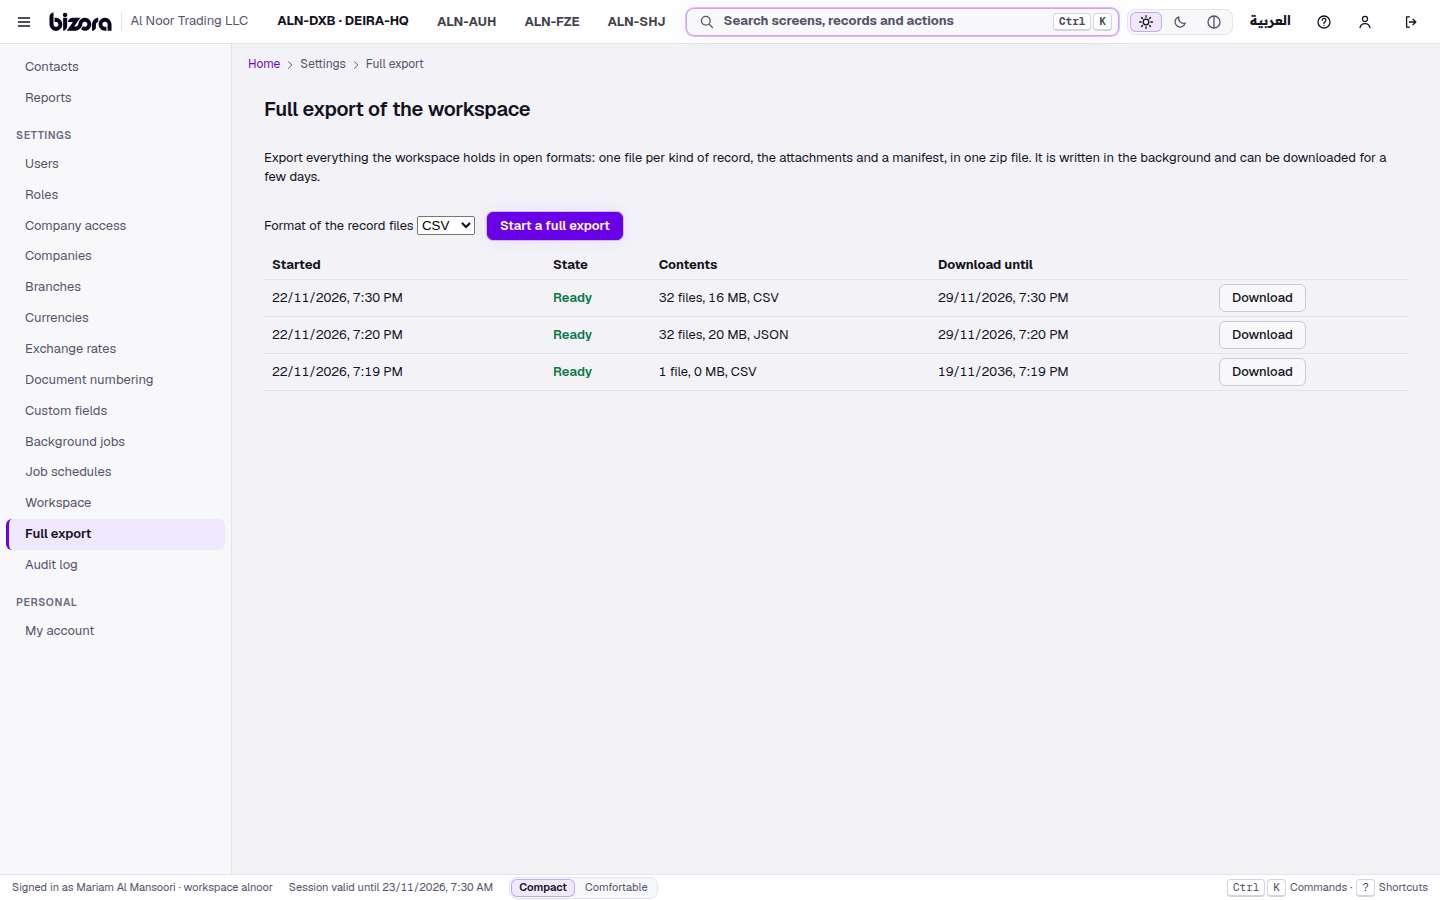 bizora Al Noor Trading LLC ALN-DXB · DEIRA-HQ ALN-AUH ALN-FZE ALN-SHJ Search screens, records and actions Ctrl K العربية
Contacts
Reports
SETTINGS
Users
Roles
Company access
Companies
Branches
Currencies
Exchange rates
Document numbering
Custom fields
Background jobs
Job schedules
Workspace
Full export
Audit log
PERSONAL
My account
Home > Settings > Full export
Full export of the workspace
Export everything the workspace holds in open formats: one file per kind of record, the attachments and a manifest, in one zip file. It is written in the background and can be downloaded for a
few days.
Format of the record files CSV Start a full export
Started State Contents Download until
22/11/2026, 7:30 PM Ready 32 files, 16 MB, CSV 29/11/2026, 7:30 PM Download
22/11/2026, 7:20 PM Ready 32 files, 20 MB, JSON 29/11/2026, 7:20 PM Download
22/11/2026, 7:19 PM Ready 1 file, 0 MB, CSV 19/11/2036, 7:19 PM Download
Signed in as Mariam Al Mansoori · workspace alnoor Session valid until 23/11/2026, 7:30 AM Compact Comfortable Ctrl K Commands · ? Shortcuts